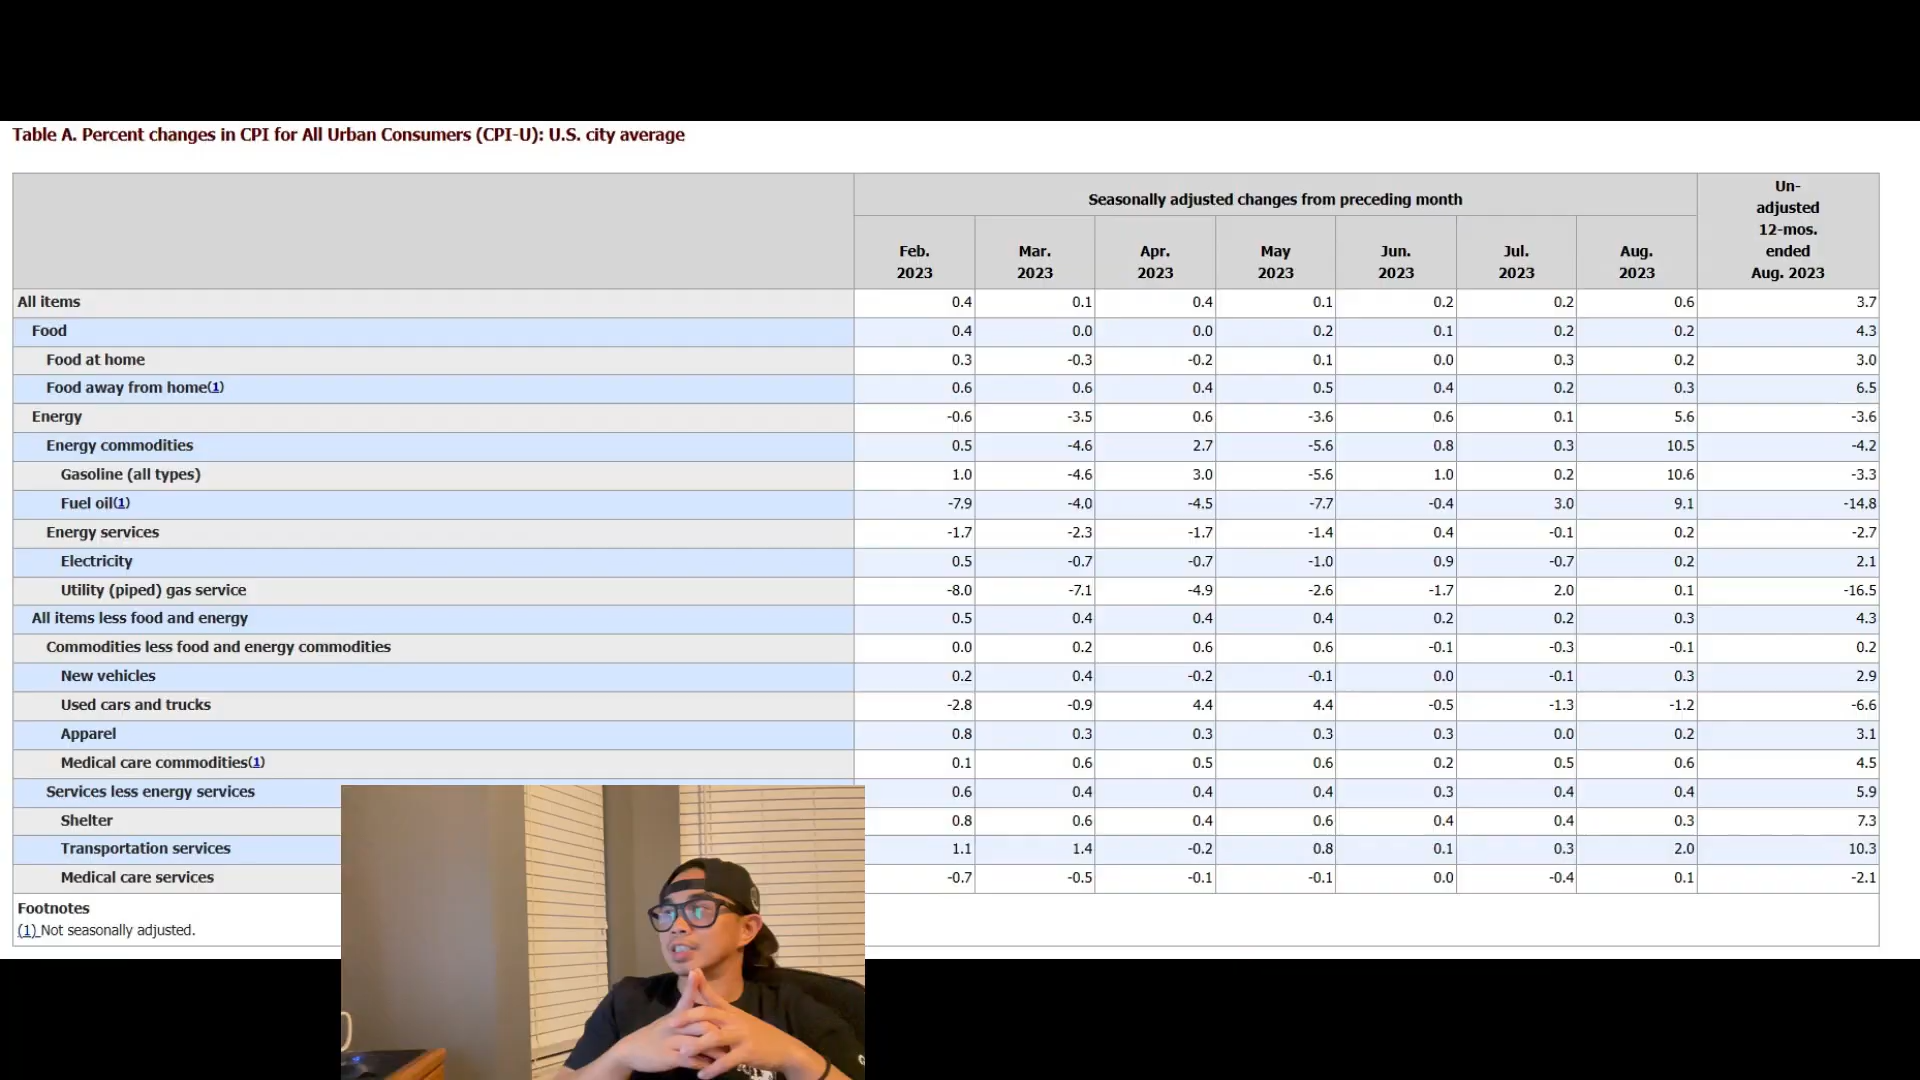 Table A. Percent changes in CPI for All Urban Consumers (CPI-U): U.S. city average
Seasonally adjusted changes from preceding month
Un-
adjusted
12-mos.
ended
Aug. 2023
Feb. 2023 Mar. 2023 Apr. 2023 May 2023 Jun. 2023 Jul. 2023 Aug. 2023
All items 0.4 0.1 0.4 0.1 0.2 0.2 0.6 3.7
Food 0.4 0.0 0.0 0.2 0.1 0.2 0.2 4.3
Food at home 0.3 -0.3 -0.2 0.1 0.0 0.3 0.2 3.0
Food away from home(1) 0.6 0.6 0.4 0.5 0.4 0.2 0.3 6.5
Energy -0.6 -3.5 0.6 -3.6 0.6 0.1 5.6 -3.6
Energy commodities 0.5 -4.6 2.7 -5.6 0.8 0.3 10.5 -4.2
Gasoline (all types) 1.0 -4.6 3.0 -5.6 1.0 0.2 10.6 -3.3
Fuel oil(1) -7.9 -4.0 -4.5 -7.7 -0.4 3.0 9.1 -14.8
Energy services -1.7 -2.3 -1.7 -1.4 0.4 -0.1 0.2 -2.7
Electricity 0.5 -0.7 -0.7 -1.0 0.9 -0.7 0.2 2.1
Utility (piped) gas service -8.0 -7.1 -4.9 -2.6 -1.7 2.0 0.1 -16.5
All items less food and energy 0.5 0.4 0.4 0.4 0.2 0.2 0.3 4.3
Commodities less food and energy commodities 0.0 0.2 0.6 0.6 -0.1 -0.3 -0.1 0.2
New vehicles 0.2 0.4 -0.2 -0.1 0.0 -0.1 0.3 2.9
Used cars and trucks -2.8 -0.9 4.4 4.4 -0.5 -1.3 -1.2 -6.6
Apparel 0.8 0.3 0.3 0.3 0.3 0.0 0.2 3.1
Medical care commodities(1) 0.1 0.6 0.5 0.6 0.2 0.5 0.6 4.5
Services less energy services 0.6 0.4 0.4 0.4 0.3 0.4 0.4 5.9
Shelter 0.8 0.6 0.4 0.6 0.4 0.4 0.3 7.3
Transportation services 1.1 1.4 -0.2 0.8 0.1 0.3 2.0 10.3
Medical care services -0.7 -0.5 -0.1 -0.1 0.0 -0.4 0.1 -2.1
Footnotes
(1) Not seasonally adjusted.